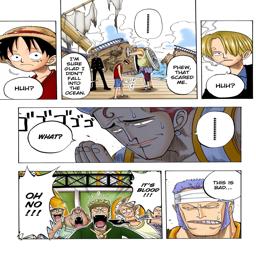 HUH?
I'M
SURE
GLAD I
DIDN'T
FALL
INTO
THE
OCEAN.
PHEW,
THAT
SCARED
ME.
HUH?
WHAT?
OH
NO
!!!
IT'S
BLOOD
!!!
THIS IS
BAD...